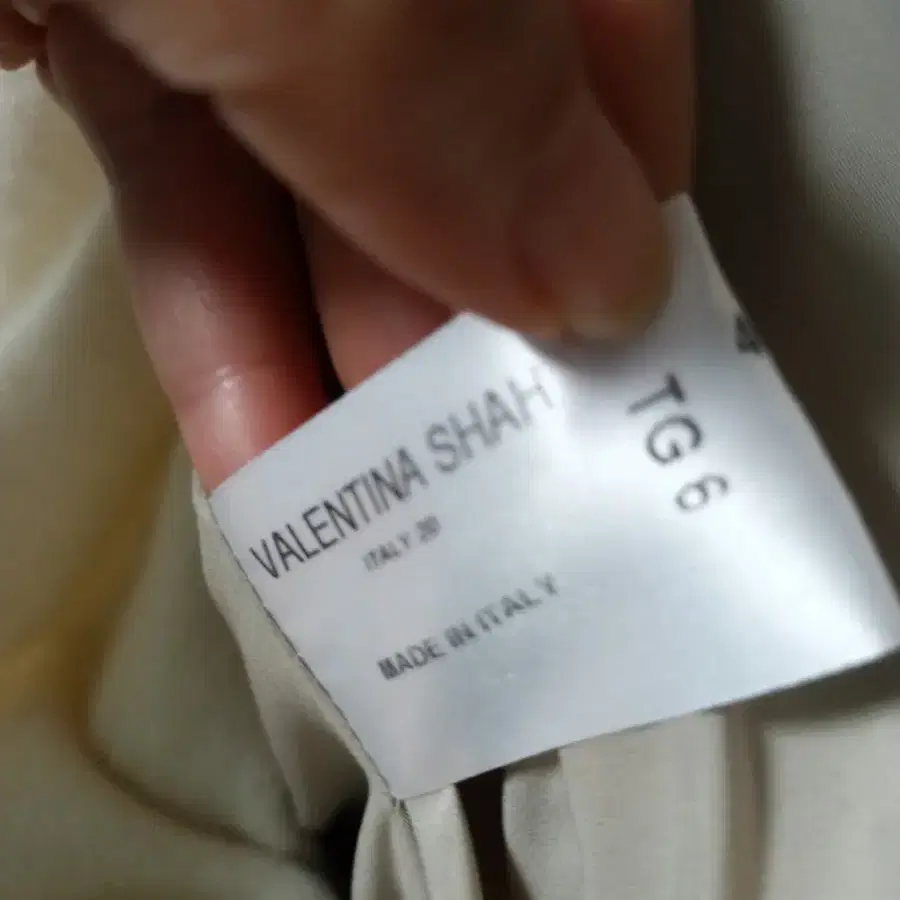 VALENTINA SHAH
ITALY 20
MADE IN ITALY
TG 6